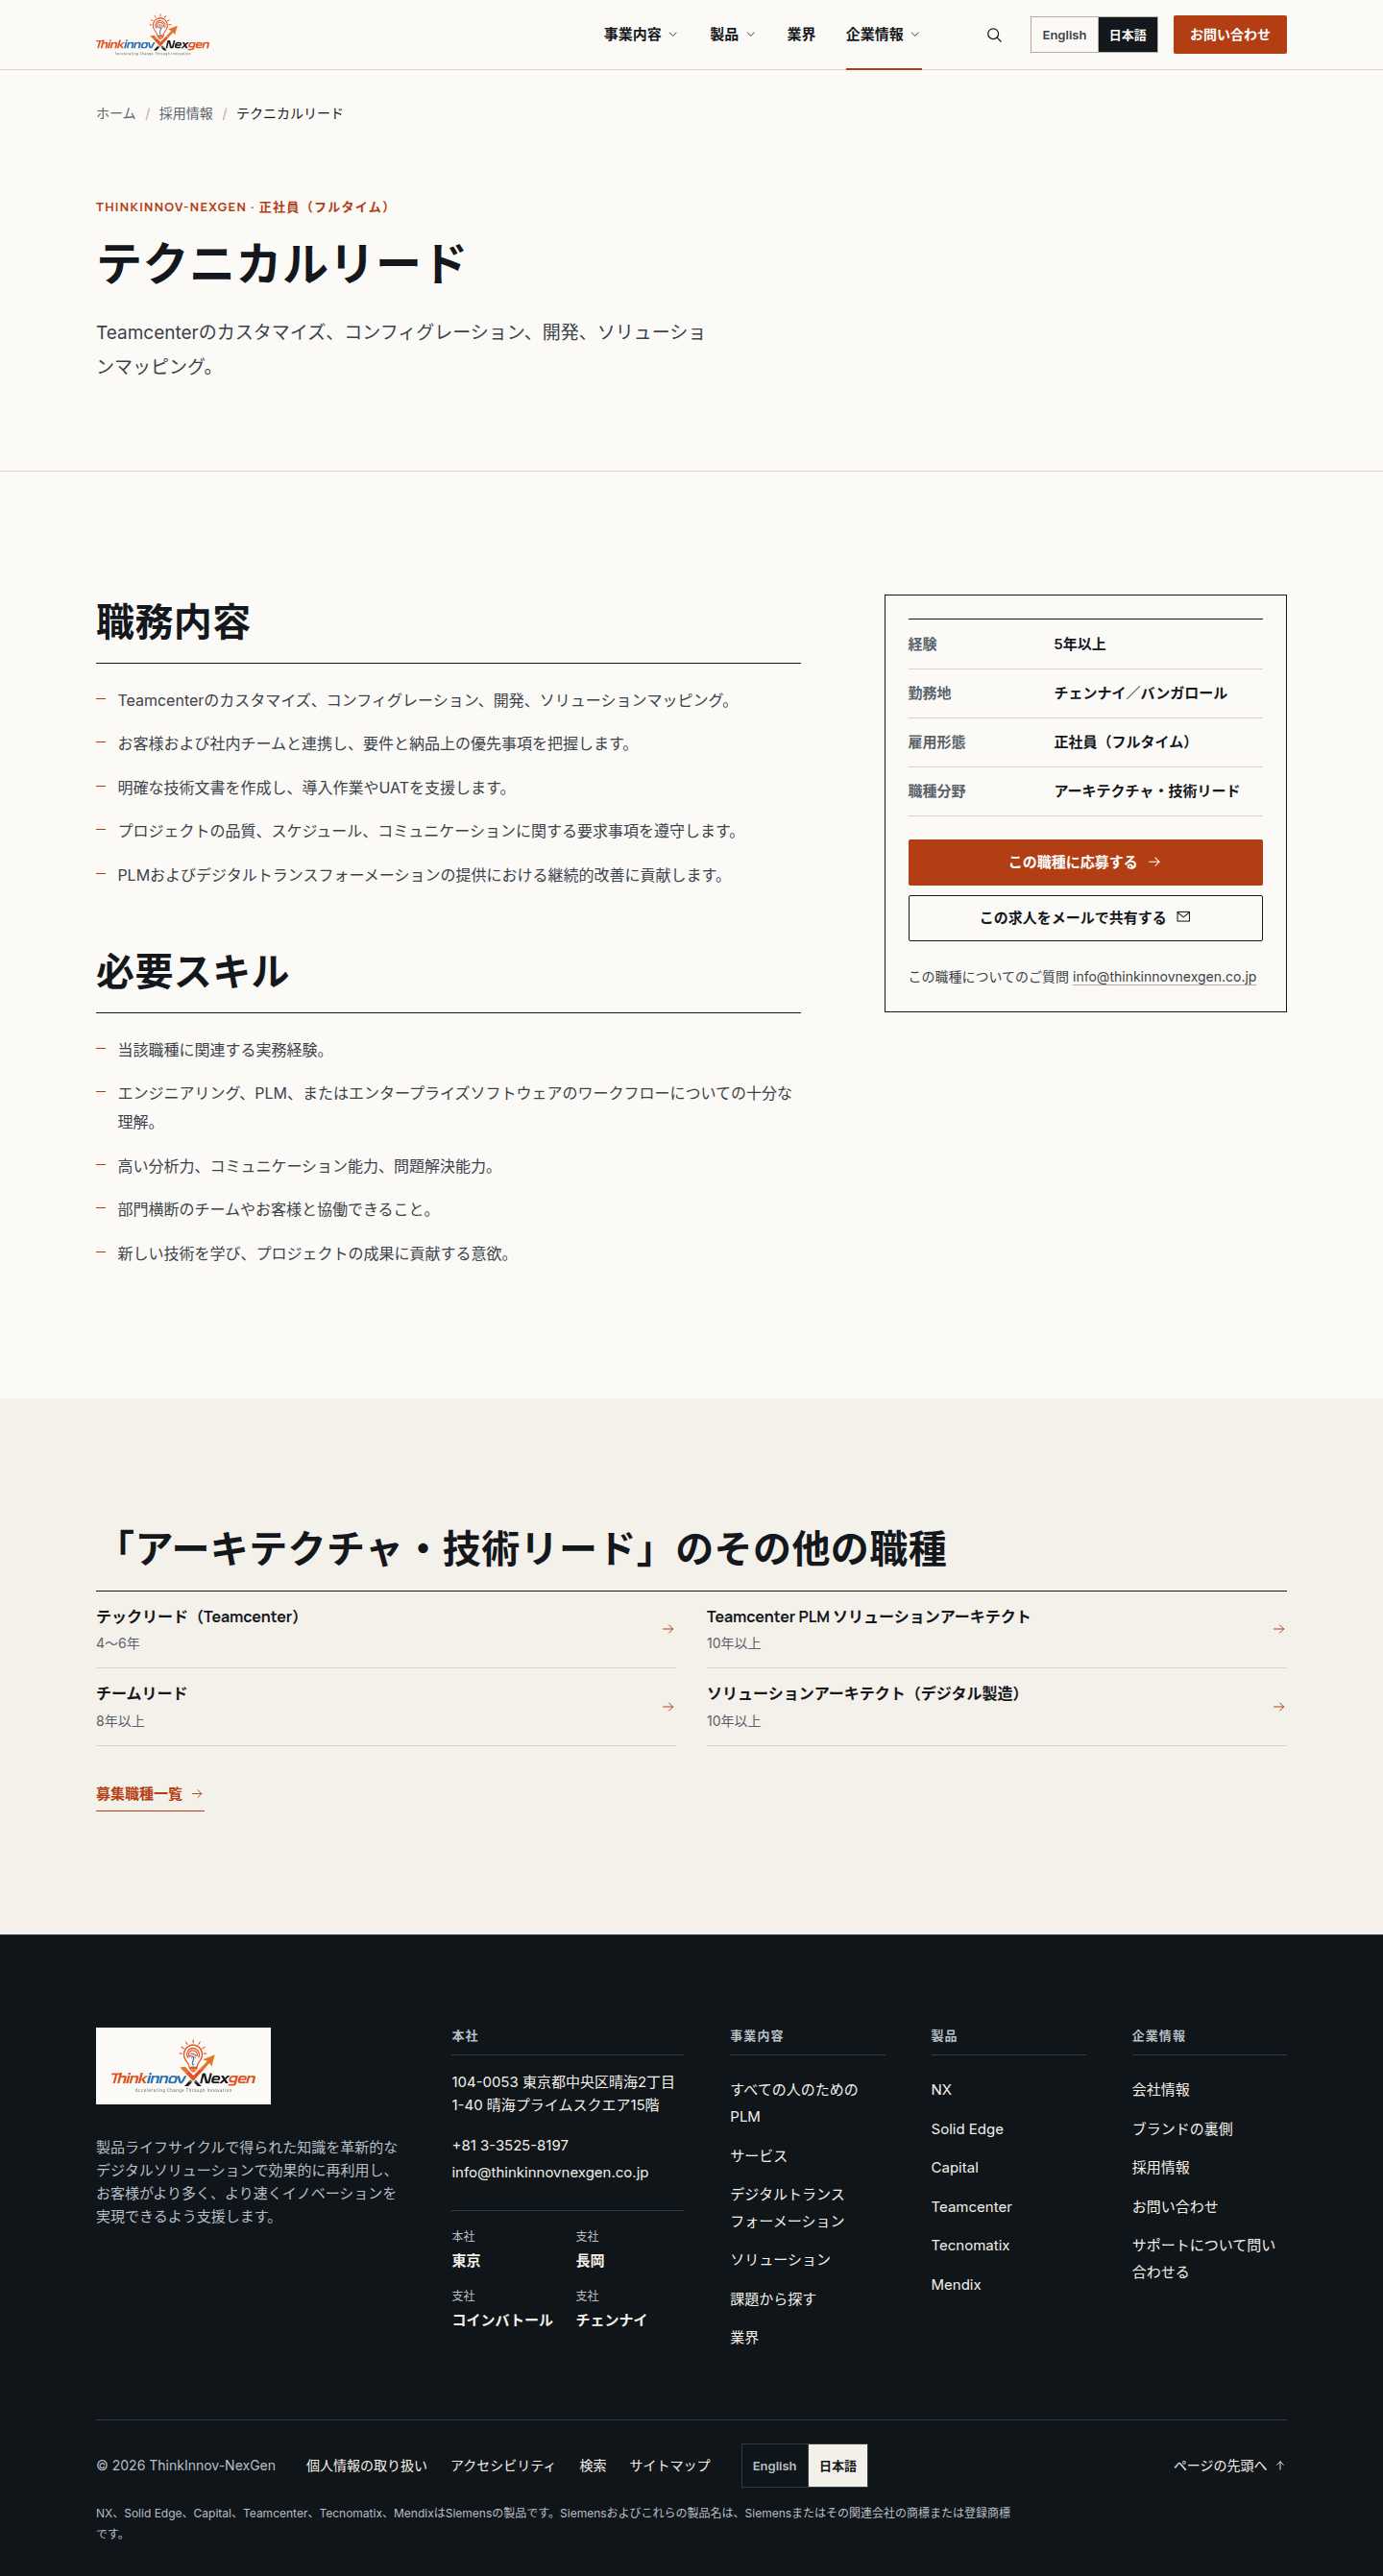 ThinkinnovXNexgen
Accelerating Change Through Innovation
事業内容
製品
業界
企業情報
English
日本語
お問い合わせ
ホーム / 採用情報 / テクニカルリード
THINKINNOV-NEXGEN · 正社員（フルタイム）
テクニカルリード
Teamcenterのカスタマイズ、コンフィグレーション、開発、ソリューショ
ンマッピング。
職務内容
Teamcenterのカスタマイズ、コンフィグレーション、開発、ソリューションマッピング。
お客様および社内チームと連携し、要件と納品上の優先事項を把握します。
明確な技術文書を作成し、導入作業やUATを支援します。
プロジェクトの品質、スケジュール、コミュニケーションに関する要求事項を遵守します。
PLMおよびデジタルトランスフォーメーションの提供における継続的改善に貢献します。
必要スキル
当該職種に関連する実務経験。
エンジニアリング、PLM、またはエンタープライズソフトウェアのワークフローについての十分な
理解。
高い分析力、コミュニケーション能力、問題解決能力。
部門横断のチームやお客様と協働できること。
新しい技術を学び、プロジェクトの成果に貢献する意欲。
経験 5年以上
勤務地 チェンナイ／バンガロール
雇用形態 正社員（フルタイム）
職種分野 アーキテクチャ・技術リード
この職種に応募する →
この求人をメールで共有する
この職種についてのご質問 info@thinkinnovnexgen.co.jp
「アーキテクチャ・技術リード」のその他の職種
テックリード（Teamcenter）
4～6年
→
Teamcenter PLM ソリューションアーキテクト
10年以上
→
チームリード
8年以上
→
ソリューションアーキテクト（デジタル製造）
10年以上
→
募集職種一覧 →
ThinkinnovXNexgen
Accelerating Change Through Innovation
製品ライフサイクルで得られた知識を革新的な
デジタルソリューションで効果的に再利用し、
お客様がより多く、より速くイノベーションを
実現できるよう支援します。
本社
104-0053 東京都中央区晴海2丁目
1-40 晴海プライムスクエア15階
+81 3-3525-8197
info@thinkinnovnexgen.co.jp
本社
東京
支社
長岡
支社
コインバトール
支社
チェンナイ
事業内容
すべての人のための
PLM
サービス
デジタルトランス
フォーメーション
ソリューション
課題から探す
業界
製品
NX
Solid Edge
Capital
Teamcenter
Tecnomatix
Mendix
企業情報
会社情報
ブランドの裏側
採用情報
お問い合わせ
サポートについて問い
合わせる
© 2026 ThinkInnov-NexGen
個人情報の取り扱い
アクセシビリティ
検索
サイトマップ
English
日本語
ページの先頭へ ↑
NX、Solid Edge、Capital、Teamcenter、Tecnomatix、MendixはSiemensの製品です。Siemensおよびこれらの製品名は、Siemensまたはその関連会社の商標または登録商標
です。